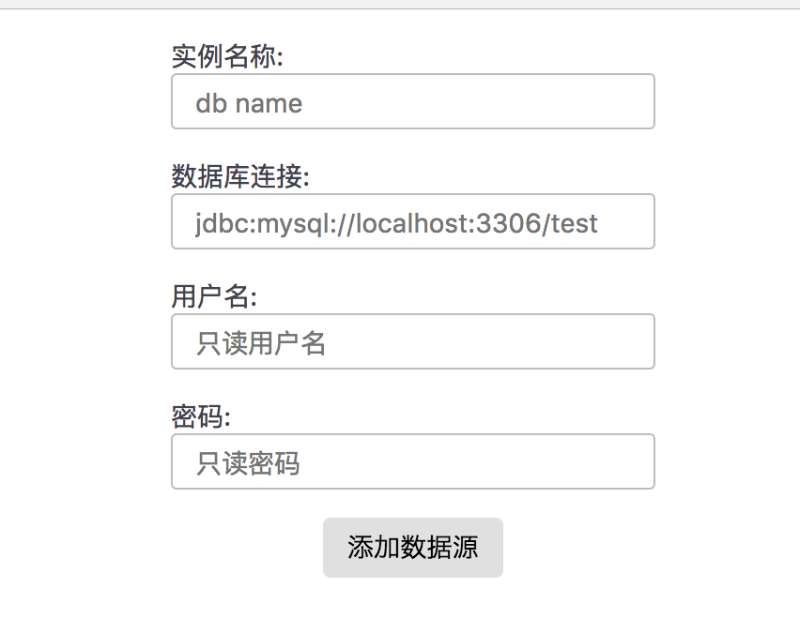 实例名称:
db name
数据库连接:
jdbc:mysql://localhost:3306/test
用户名:
只读用户名
密码:
只读密码
添加数据源